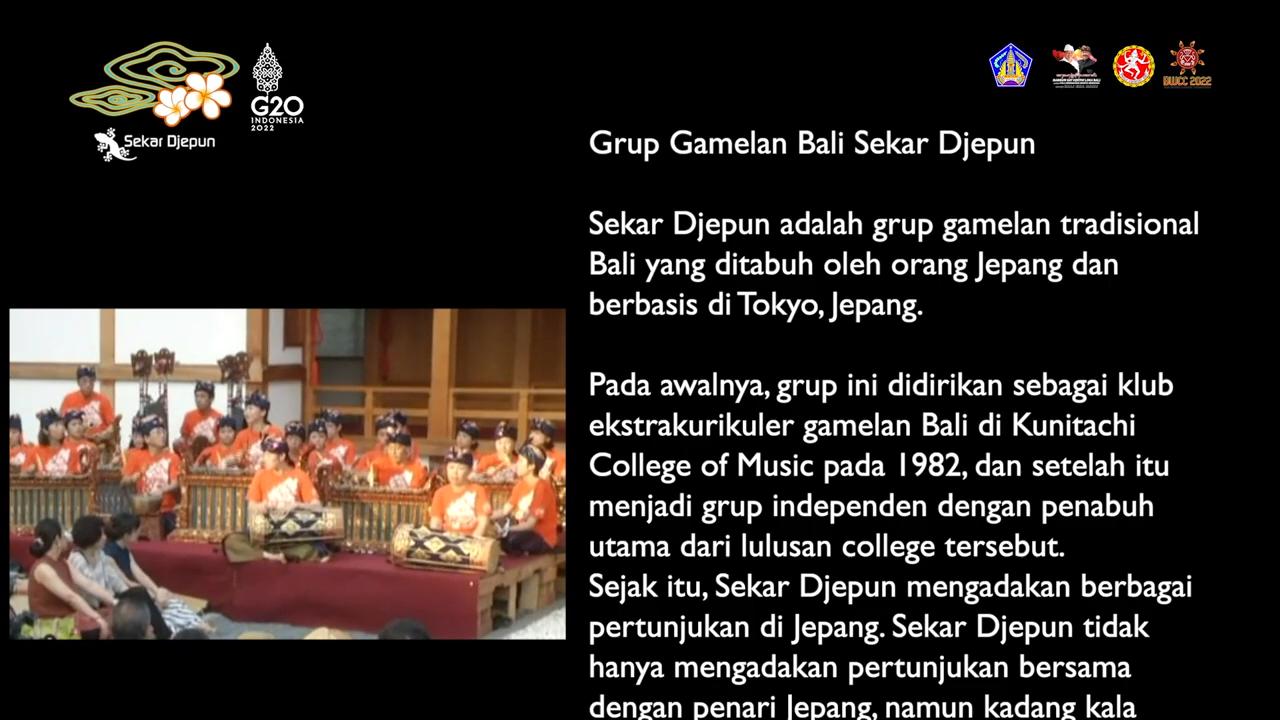 Sekar Djepun
G20
INDONESIA
2022
BWCC 2022
Grup Gamelan Bali Sekar Djepun
Sekar Djepun adalah grup gamelan tradisional
Bali yang ditabuh oleh orang Jepang dan
berbasis di Tokyo, Jepang.
Pada awalnya, grup ini didirikan sebagai klub
ekstrakurikuler gamelan Bali di Kunitachi
College of Music pada 1982, dan setelah itu
menjadi grup independen dengan penabuh
utama dari lulusan college tersebut.
Sejak itu, Sekar Djepun mengadakan berbagai
pertunjukan di Jepang. Sekar Djepun tidak
hanya mengadakan pertunjukan bersama
dengan penari Jepang, namun kadang kala